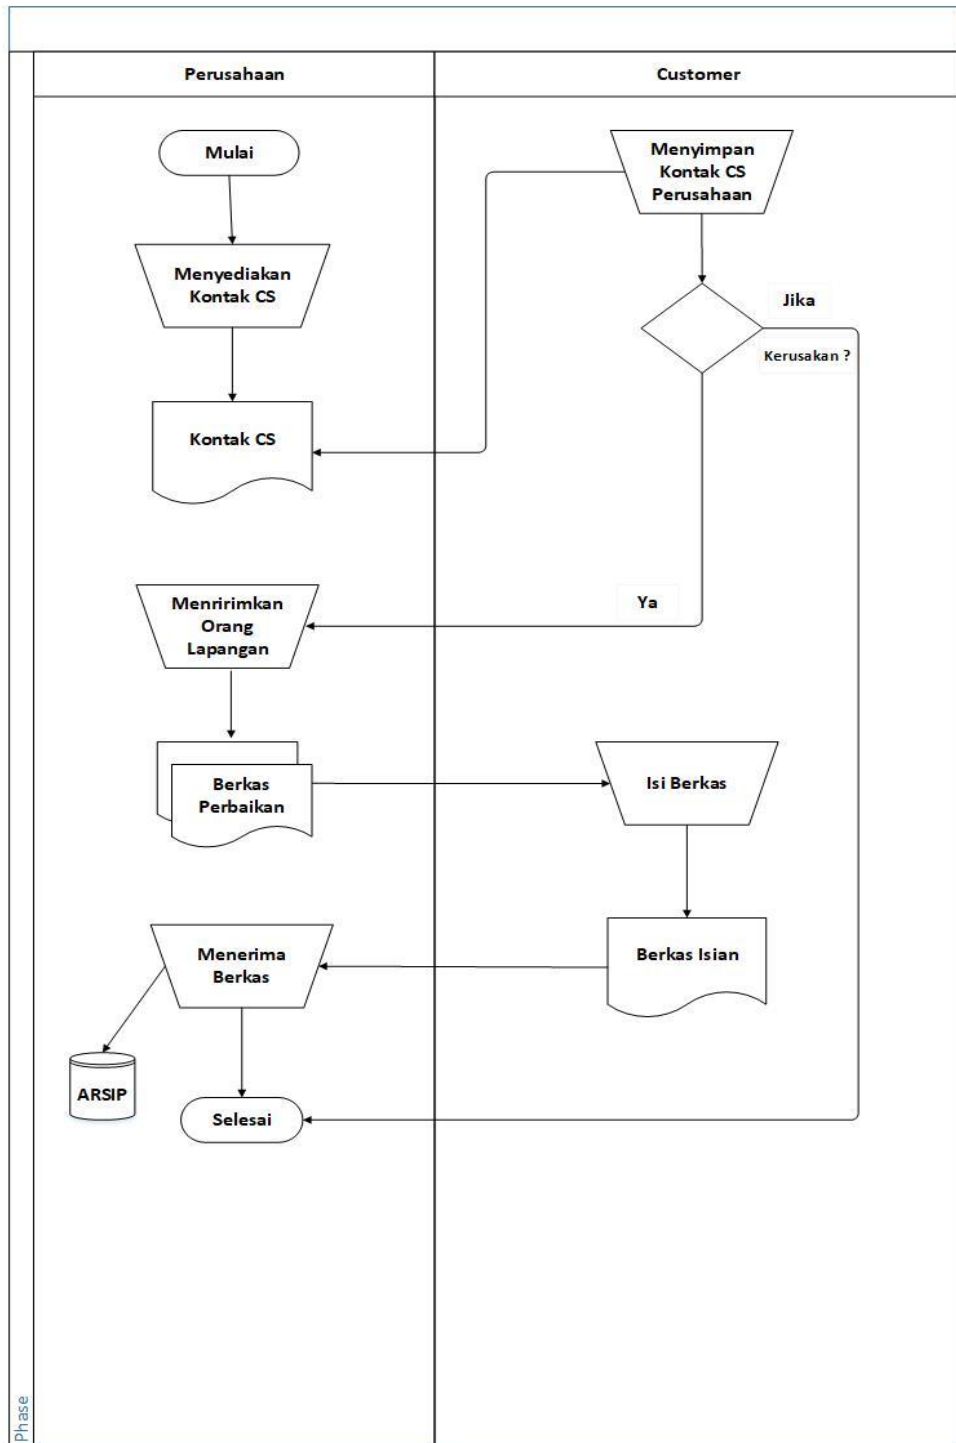 Perusahaan
Customer
Mulai
Menyimpan
Kontak CS
Perusahaan
Menyediakan
Kontak CS
Jika
Kerusakan ?
Kontak CS
Menririmkan
Orang
Lapangan
Ya
Berkas
Perbaikan
Isi Berkas
Menerima
Berkas
Berkas Isian
ARSIP
Selesai
Phase